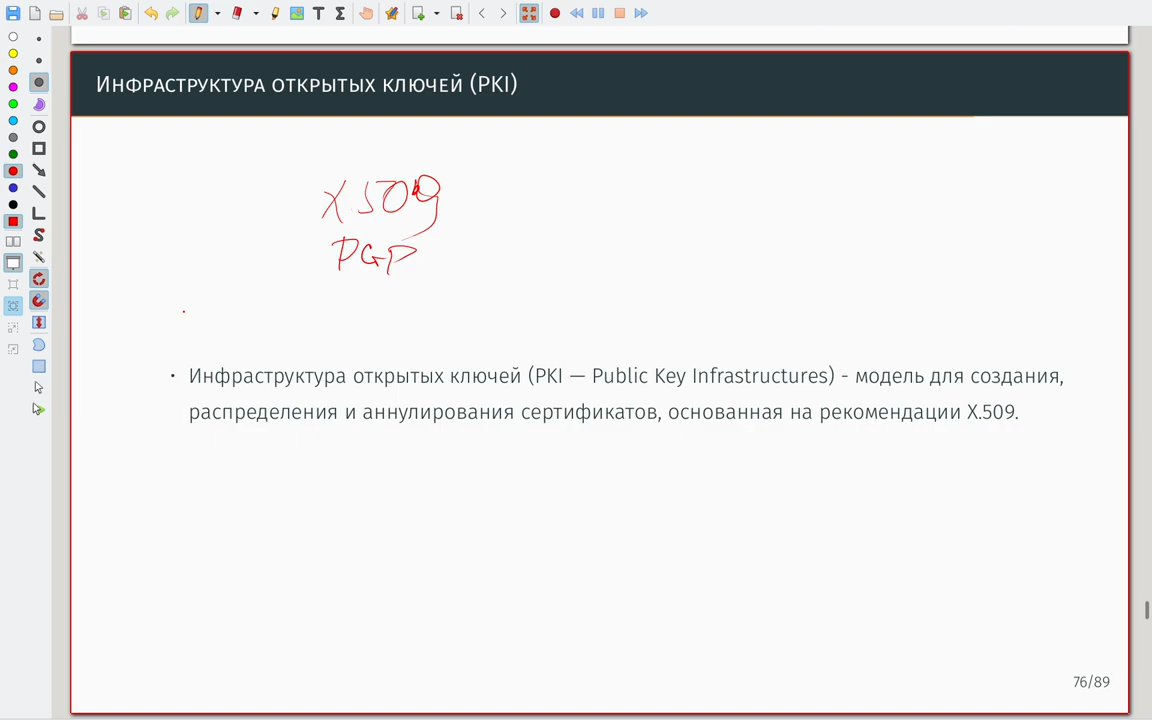 Инфраструктура открытых ключей (PKI)
X.509
PGP
• Инфраструктура открытых ключей (PKI — Public Key Infrastructures) - модель для создания,
распределения и аннулирования сертификатов, основанная на рекомендации X.509.
76/89